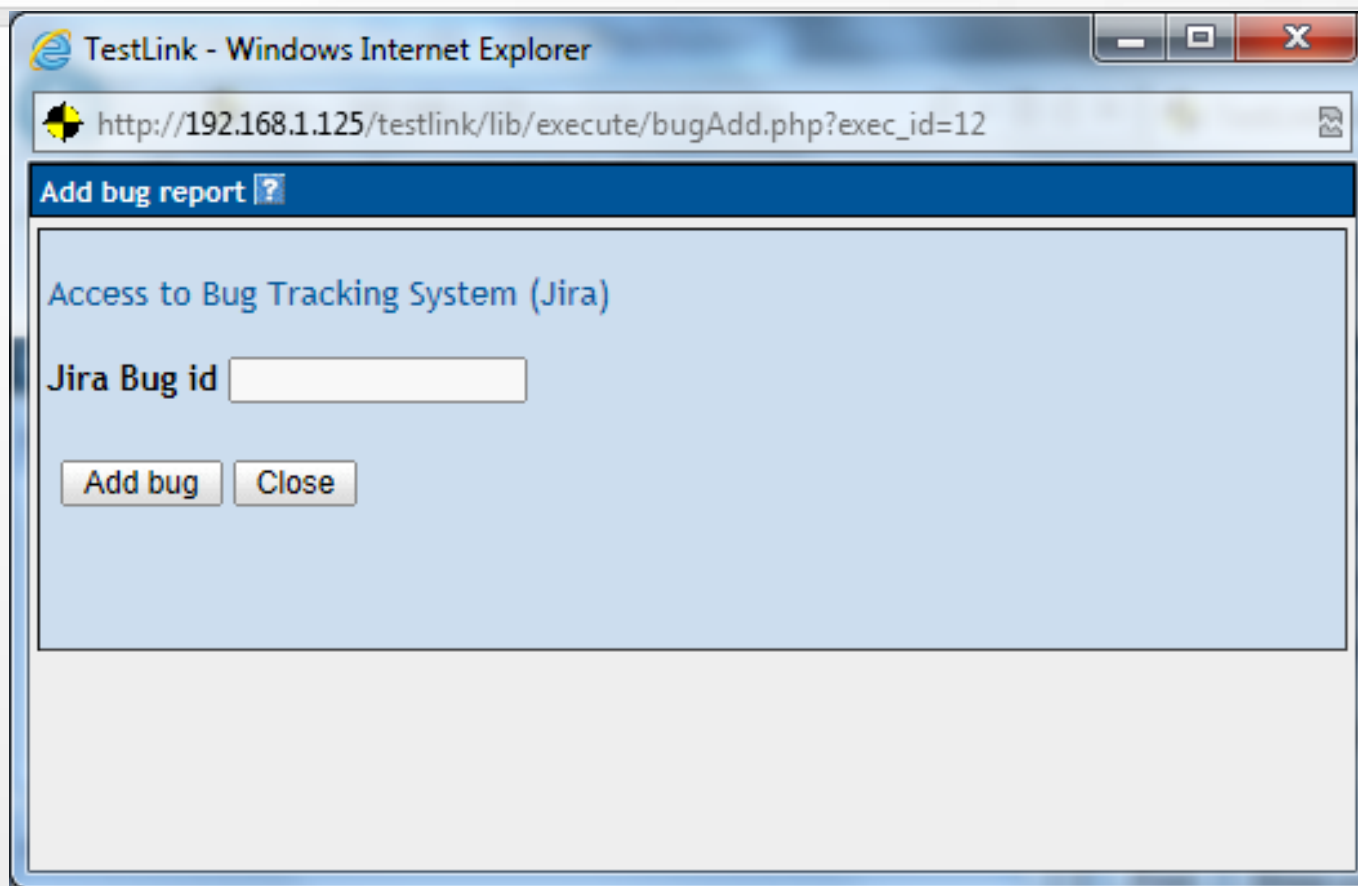 TestLink - Windows Internet Explorer
http://192.168.1.125/testlink/lib/execute/bugAdd.php?exec_id=12
Add bug report ?
Access to Bug Tracking System (Jira)
Jira Bug id
Add bug Close